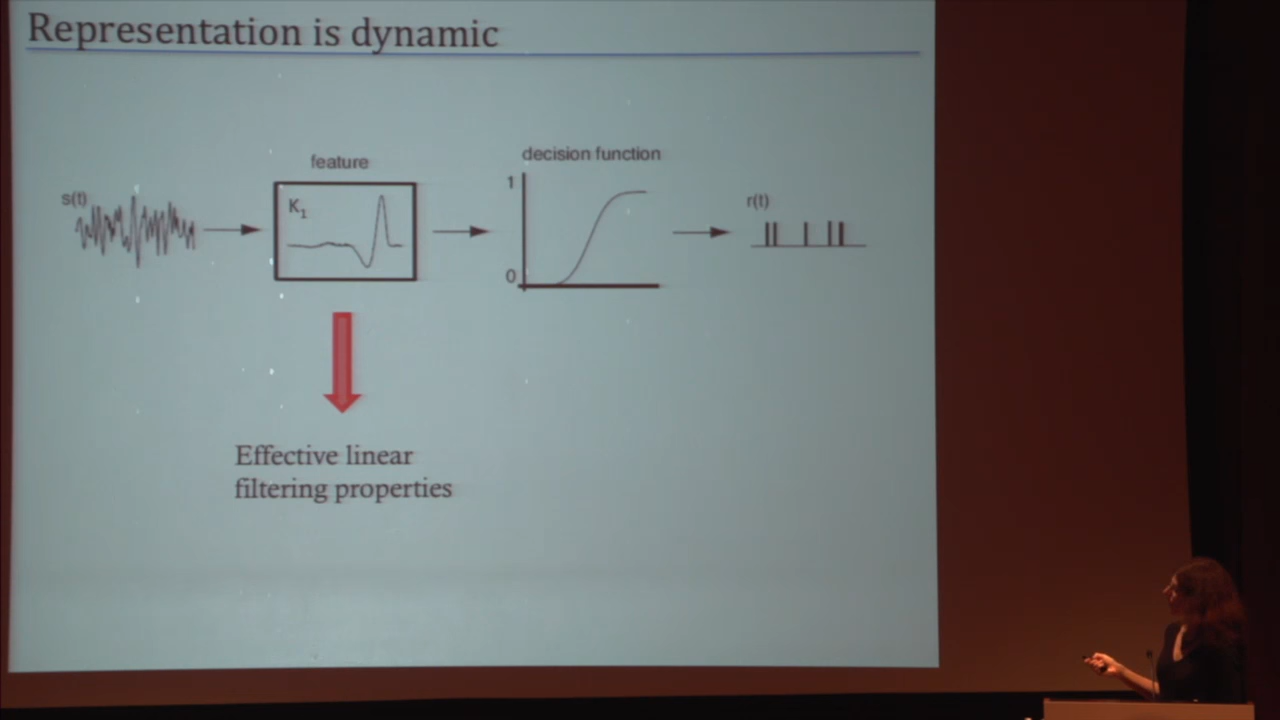 Representation is dynamic
feature
decision function
s(t)
K1
1
0
r(t)
Effective linear
filtering properties